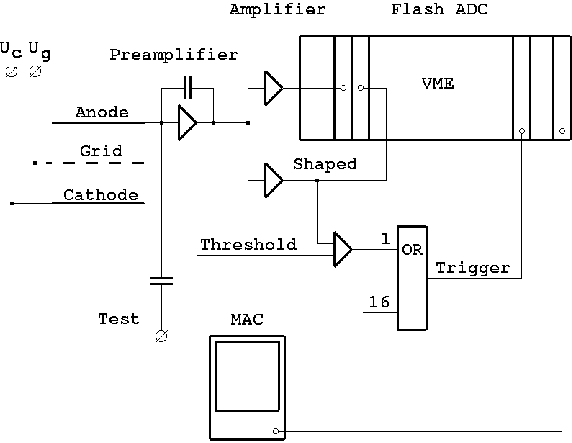 Amplifier Flash ADC
Uc Ug
Preamplifier
VME
Anode
Grid
Shaped
Cathode
1
Threshold
OR
Trigger
16
Test
MAC